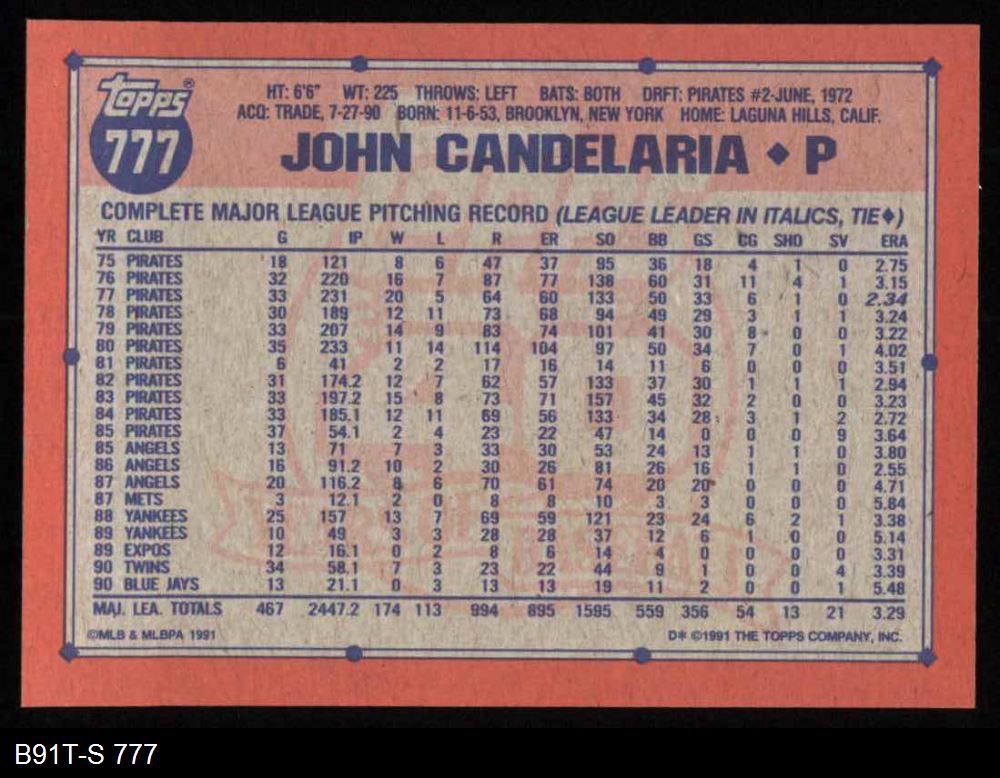 Topps®
777
HT: 6'6" WT: 225 THROWS: LEFT BATS: BOTH DRFT: PIRATES #2-JUNE, 1972
ACQ: TRADE, 7-27-90 BORN: 11-6-53, BROOKLYN, NEW YORK HOME: LAGUNA HILLS, CALIF.
JOHN CANDELARIA ♦ P
COMPLETE MAJOR LEAGUE PITCHING RECORD (LEAGUE LEADER IN ITALICS, TIE♦)
YR CLUB G IP W L R ER SO BB GS CG SHO SV ERA
75 PIRATES 18 121 8 6 47 37 95 36 18 4 1 0 2.75
76 PIRATES 32 220 16 7 87 77 138 60 31 11 4 1 3.15
77 PIRATES 33 231 20 5 64 60 133 50 33 6 1 0 2.34
78 PIRATES 30 189 12 11 73 68 94 49 29 3 1 1 3.24
79 PIRATES 33 207 14 9 83 74 101 41 30 8 0 0 3.22
80 PIRATES 35 233 11 14 114 104 97 50 34 7 0 1 4.02
81 PIRATES 6 41 2 2 17 16 14 11 6 0 0 0 3.51
82 PIRATES 31 174.2 12 7 62 57 133 37 30 1 1 1 2.94
83 PIRATES 33 197.2 15 8 73 71 157 45 32 2 0 0 3.23
84 PIRATES 33 185.1 12 11 69 56 133 34 28 3 1 2 2.72
85 PIRATES 37 54.1 2 4 23 22 47 14 0 0 0 9 3.64
85 ANGELS 13 71 7 3 33 30 53 24 13 1 1 0 3.80
86 ANGELS 16 91.2 10 2 30 26 81 26 16 1 1 0 2.55
87 ANGELS 20 116.2 8 6 70 61 74 20 20 0 0 0 4.71
87 METS 3 12.1 2 0 8 8 10 3 3 0 0 0 5.84
88 YANKEES 25 157 13 7 69 59 121 23 24 6 2 1 3.38
89 YANKEES 10 49 3 3 28 28 37 12 6 1 0 0 5.14
89 EXPOS 12 16.1 0 2 8 6 14 4 0 0 0 0 3.31
90 TWINS 34 58.1 7 3 23 22 44 9 1 0 0 4 3.39
90 BLUE JAYS 13 21.1 0 3 13 13 19 11 2 0 0 1 5.48
MAJ. LEA. TOTALS 467 2447.2 174 113 994 895 1595 559 356 54 13 21 3.29
©MLB & MLBPA 1991 D* ©1991 THE TOPPS COMPANY, INC.
B91T-S 777